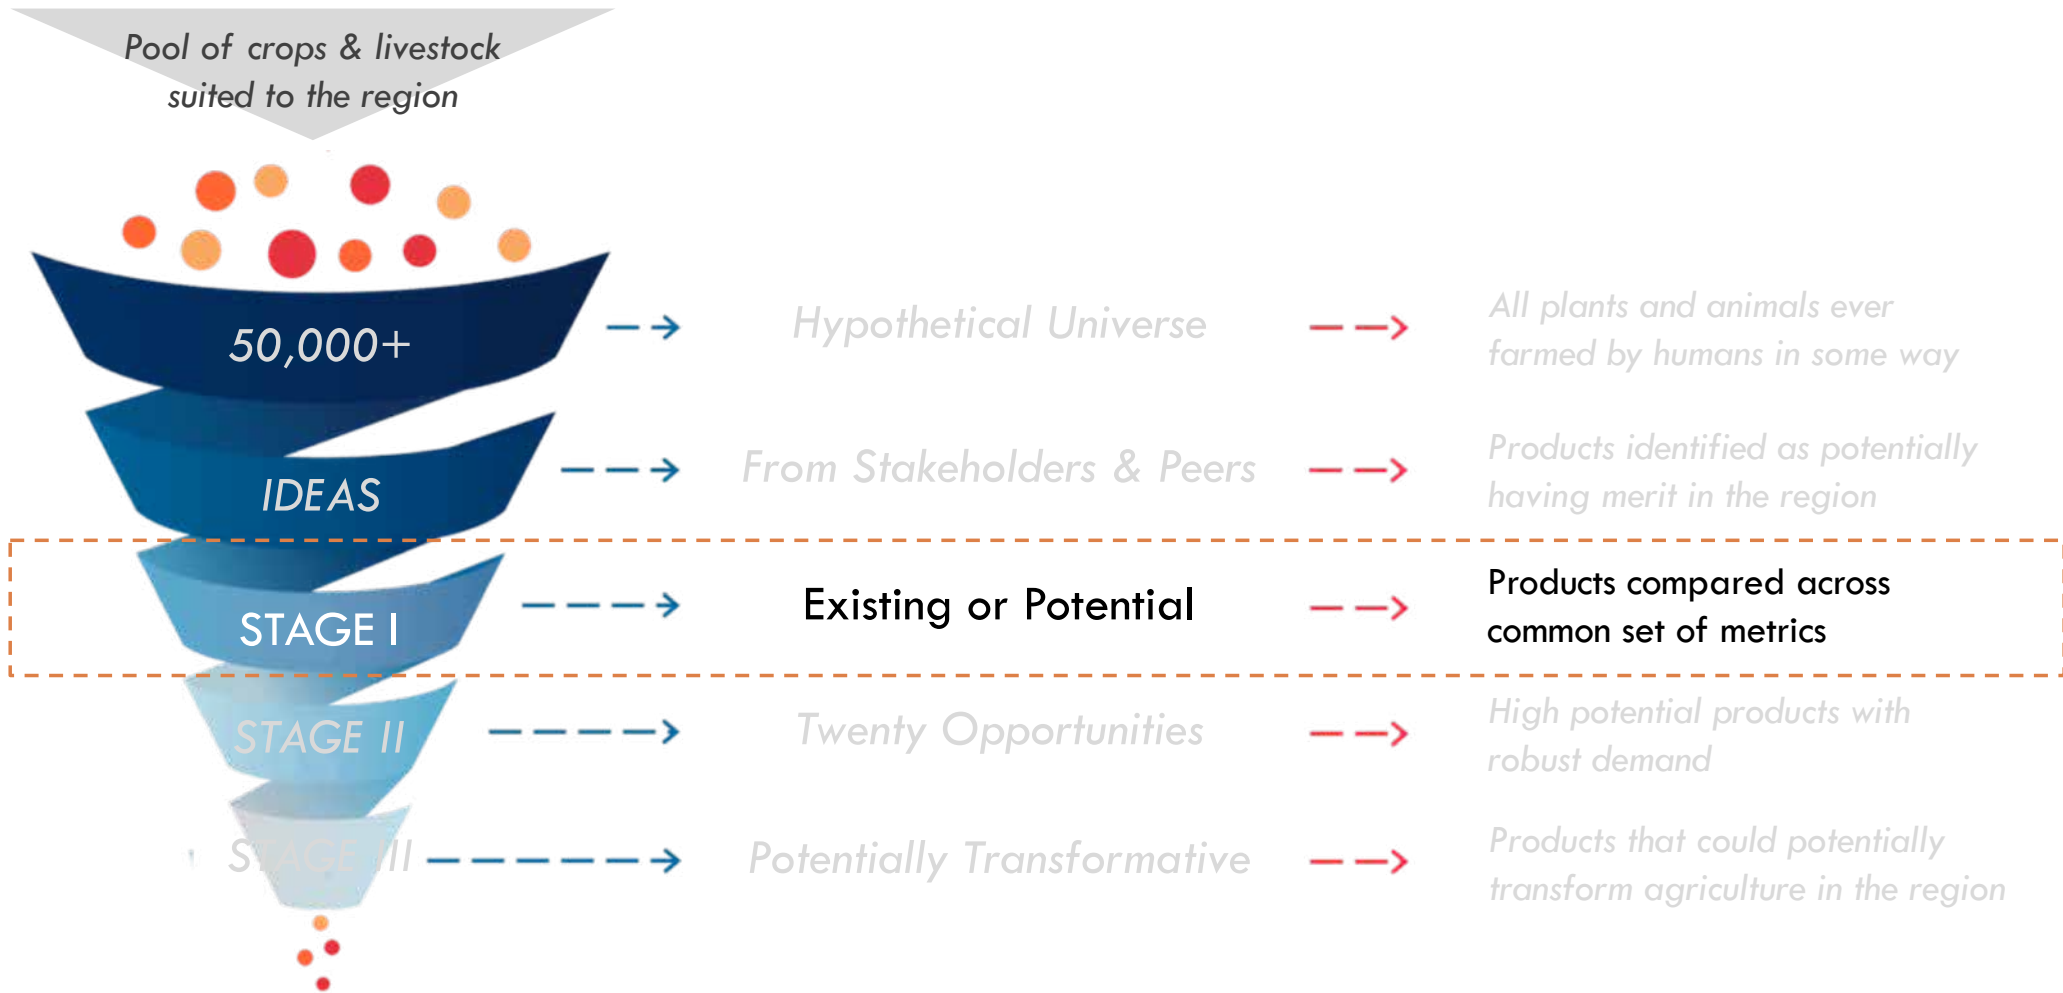 Pool of crops & livestock
suited to the region
50,000+
Hypothetical Universe
All plants and animals ever
farmed by humans in some way
IDEAS
From Stakeholders & Peers
Products identified as potentially
having merit in the region
STAGE I
Existing or Potential
Products compared across
common set of metrics
STAGE II
Twenty Opportunities
High potential products with
robust demand
STAGE III
Potentially Transformative
Products that could potentially
transform agriculture in the region